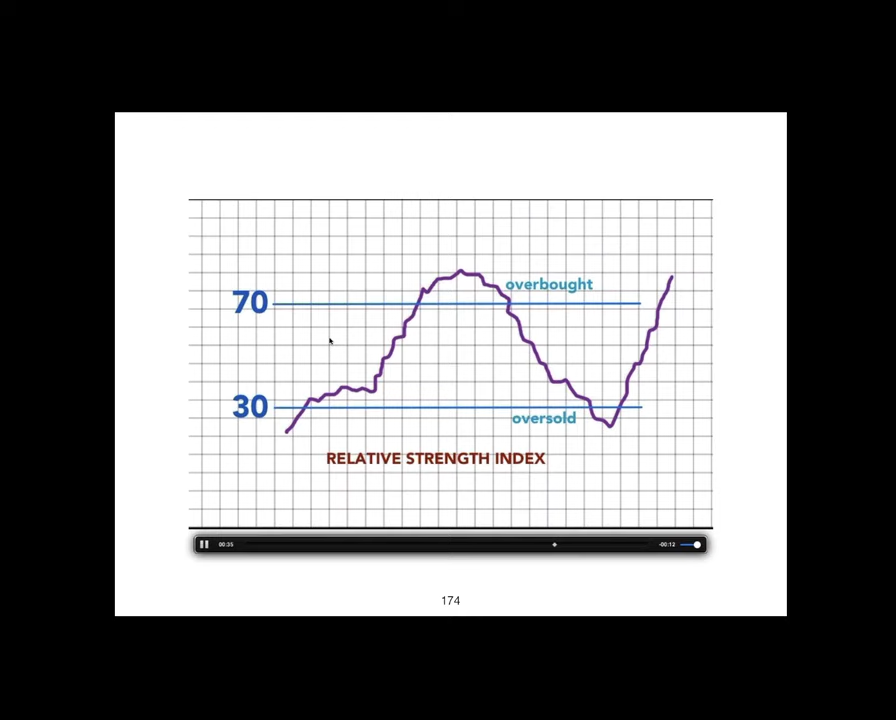 overbought
70
30
oversold
RELATIVE STRENGTH INDEX
00:35
-00:12
174